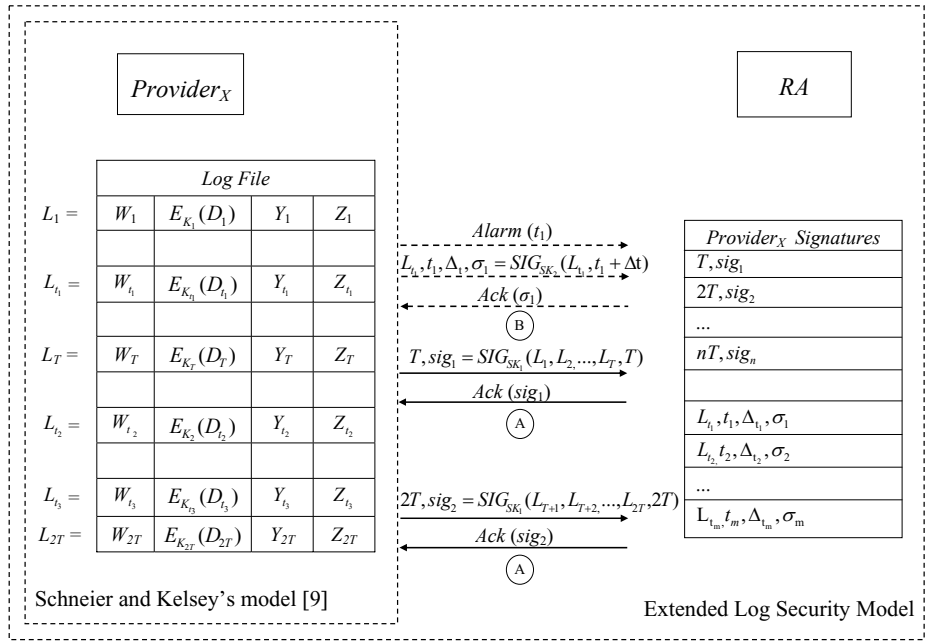 Provider_X
RA
Log File
L_1 = W_1 E_{K_1}(D_1) Y_1 Z_1
L_{t_1} = W_{t_1} E_{K_{t_1}}(D_{t_1}) Y_{t_1} Z_{t_1}
L_T = W_T E_{K_T}(D_T) Y_T Z_T
L_{t_2} = W_{t_2} E_{K_2}(D_{t_2}) Y_{t_2} Z_{t_2}
L_{t_3} = W_{t_3} E_{K_{t_3}}(D_{t_3}) Y_{t_3} Z_{t_3}
L_{2T} = W_{2T} E_{K_{2T}}(D_{2T}) Y_{2T} Z_{2T}
Alarm (t_1)
L_{t_1}, t_1, Δ_t, σ_1 = SIG_{SK_2}(L_{t_1}, t_1 + Δt)
Ack (σ_1)
B
T, sig_1 = SIG_{SK_1}(L_1, L_2, ..., L_T, T)
Ack (sig_1)
A
2T, sig_2 = SIG_{SK_1}(L_{T+1}, L_{T+2}, ..., L_{2T}, 2T)
Ack (sig_2)
A
Provider_X Signatures
T, sig_1
2T, sig_2
...
nT, sig_n
L_{t_1}, t_1, Δ_{t_1}, σ_1
L_{t_2,} t_2, Δ_{t_2}, σ_2
...
L_{t_m,} t_m, Δ_{t_m}, σ_m
Schneier and Kelsey's model [9]
Extended Log Security Model